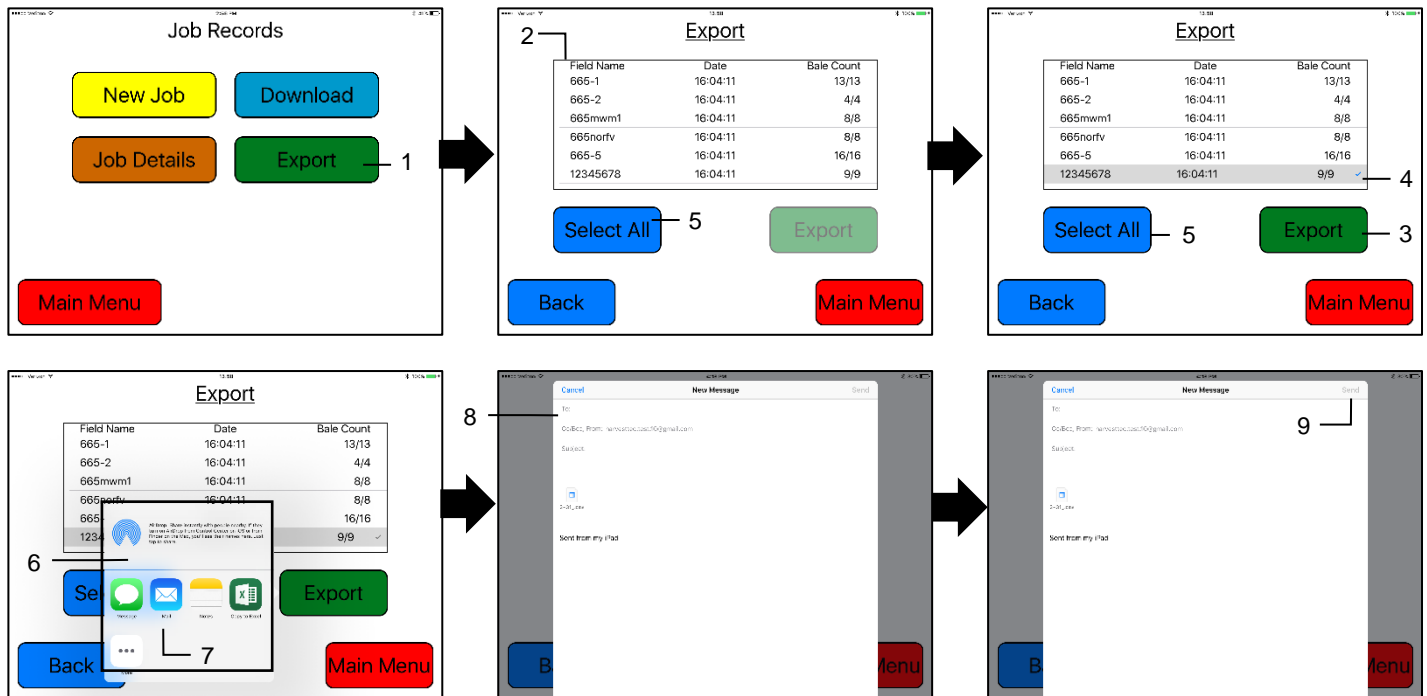 Job Records
New Job
Download
Job Details
Export
1
Main Menu
Export
2
Field Name Date Bale Count
665-1 16:04:11 13/13
665-2 16:04:11 4/4
665mwm1 16:04:11 8/8
665norfv 16:04:11 8/8
665-5 16:04:11 16/16
12345678 16:04:11 9/9
Select All
5
Export
Back
Main Menu
Export
Field Name Date Bale Count
665-1 16:04:11 13/13
665-2 16:04:11 4/4
665mwm1 16:04:11 8/8
665norfv 16:04:11 8/8
665-5 16:04:11 16/16
12345678 16:04:11 9/9
4
Select All
5
Export
3
Back
Main Menu
Export
Field Name Date Bale Count
665-1 16:04:11 13/13
665-2 16:04:11 4/4
665mwm1 16:04:11 8/8
8/8
16/16
9/9
6
Export
7
Back
Main Menu
Cancel New Message Send
8
To:
Subject:
Sent from my iPad
Menu
Cancel New Message Send
9
To:
Subject:
Sent from my iPad
Menu